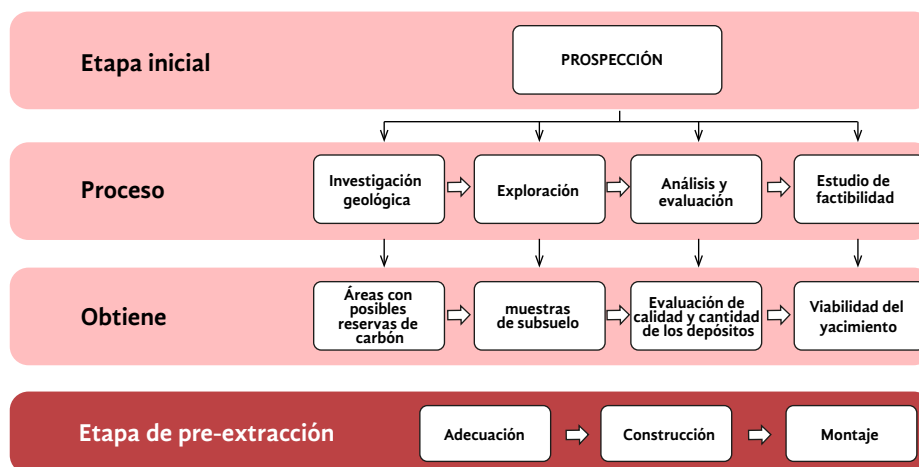 Etapa inicial
PROSPECCIÓN
Proceso
Investigación
geológica
Exploración
Análisis y
evaluación
Estudio de
factibilidad
Obtiene
Áreas con
posibles
reservas de
carbón
muestras
de subsuelo
Evaluación de
calidad y cantidad
de los depósitos
Viabilidad del
yacimiento
Etapa de pre-extracción
Adecuación
Construcción
Montaje